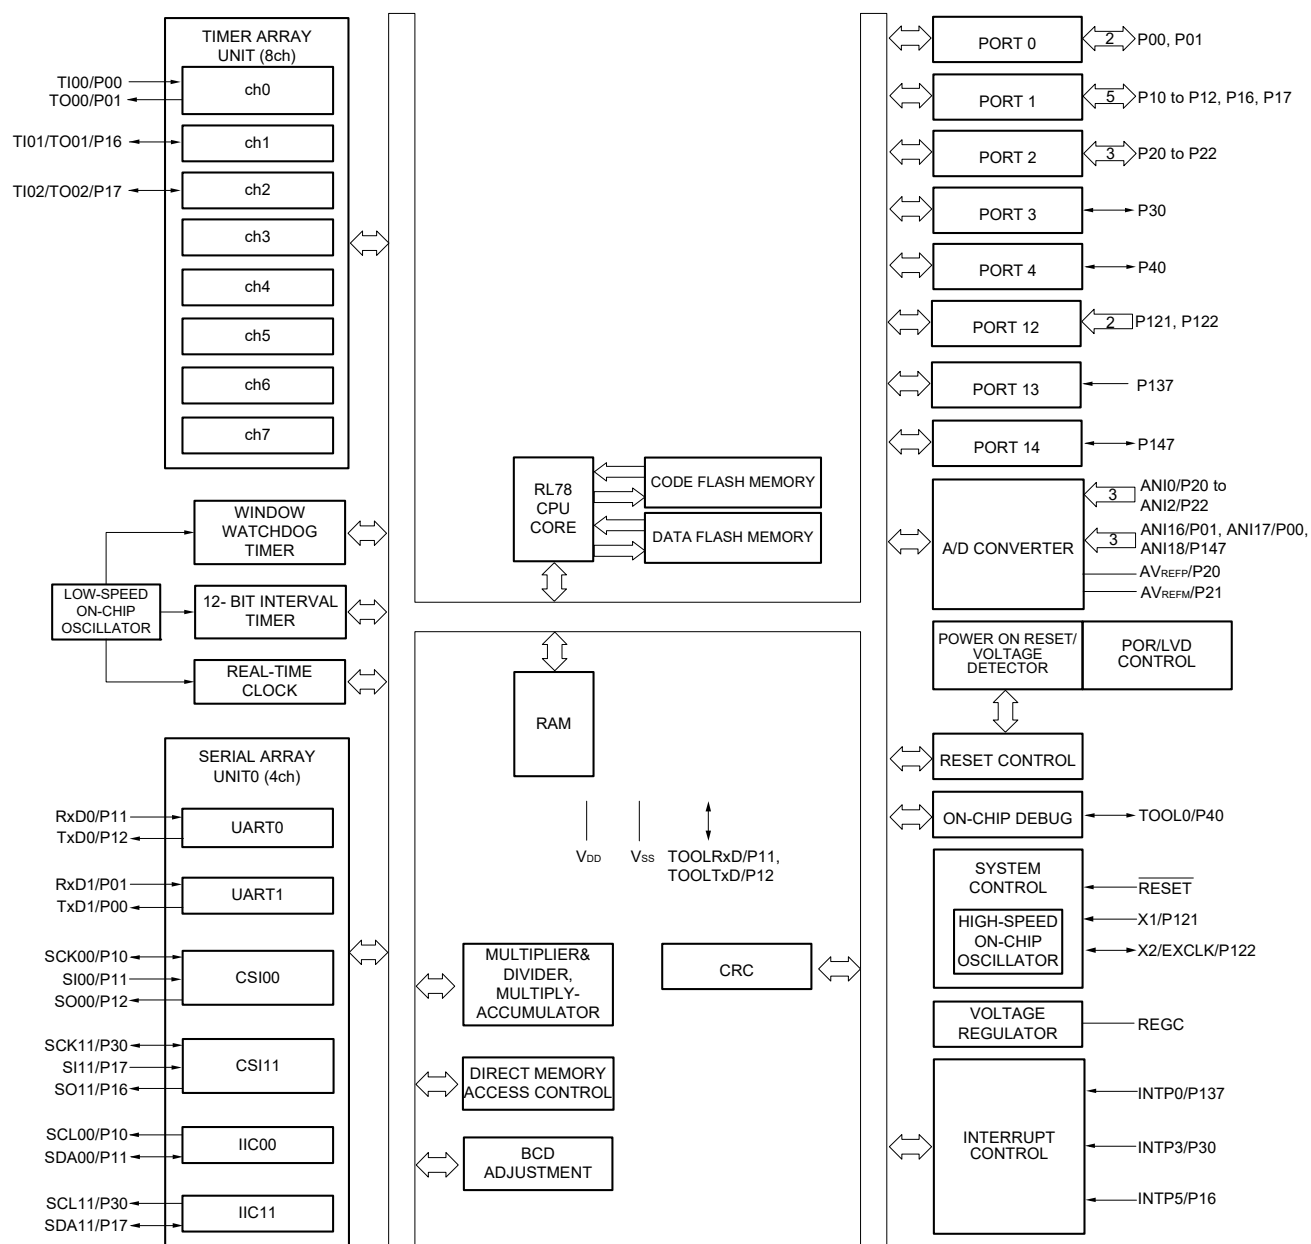 TIMER ARRAY
UNIT (8ch)
TI00/P00
TO00/P01
ch0
TI01/TO01/P16
ch1
TI02/TO02/P17
ch2
ch3
ch4
ch5
ch6
ch7
WINDOW
WATCHDOG
TIMER
LOW-SPEED
ON-CHIP
OSCILLATOR
12- BIT INTERVAL
TIMER
REAL-TIME
CLOCK
SERIAL ARRAY
UNIT0 (4ch)
RxD0/P11
TxD0/P12
UART0
RxD1/P01
TxD1/P00
UART1
SCK00/P10
SI00/P11
SO00/P12
CSI00
SCK11/P30
SI11/P17
SO11/P16
CSI11
SCL00/P10
SDA00/P11
IIC00
SCL11/P30
SDA11/P17
IIC11
RL78
CPU
CORE
CODE FLASH MEMORY
DATA FLASH MEMORY
RAM
VDD
VSS
TOOLRxD/P11,
TOOLTxD/P12
MULTIPLIER&
DIVIDER,
MULTIPLY-
ACCUMULATOR
CRC
DIRECT MEMORY
ACCESS CONTROL
BCD
ADJUSTMENT
PORT 0
2
P00, P01
PORT 1
5
P10 to P12, P16, P17
PORT 2
3
P20 to P22
PORT 3
P30
PORT 4
P40
PORT 12
2
P121, P122
PORT 13
P137
PORT 14
P147
A/D CONVERTER
3
ANI0/P20 to
ANI2/P22
3
ANI16/P01, ANI17/P00,
ANI18/P147
AVREFP/P20
AVREFM/P21
POWER ON RESET/
VOLTAGE
DETECTOR
POR/LVD
CONTROL
RESET CONTROL
ON-CHIP DEBUG
TOOL0/P40
SYSTEM
CONTROL
HIGH-SPEED
ON-CHIP
OSCILLATOR
RESET
X1/P121
X2/EXCLK/P122
VOLTAGE
REGULATOR
REGC
INTERRUPT
CONTROL
INTP0/P137
INTP3/P30
INTP5/P16